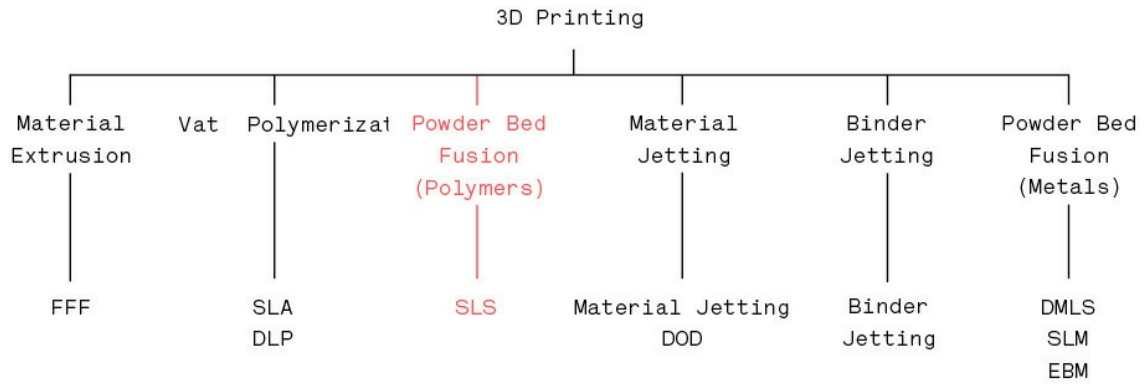 3D Printing
Material
Extrusion
Vat Polymerizat
Powder Bed
Fusion
(Polymers)
Material
Jetting
Binder
Jetting
Powder Bed
Fusion
(Metals)
FFF
SLA
DLP
SLS
Material Jetting
DOD
Binder
Jetting
DMLS
SLM
EBM